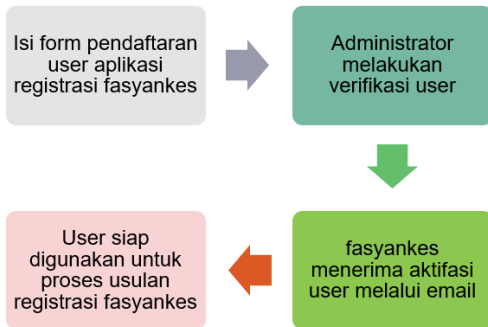 Isi form pendaftaran
user aplikasi
registrasi fasyankes
Administrator
melakukan
verifikasi user
fasyankes
menerima aktifasi
user melalui email
User siap
digunakan untuk
proses usulan
registrasi fasyankes